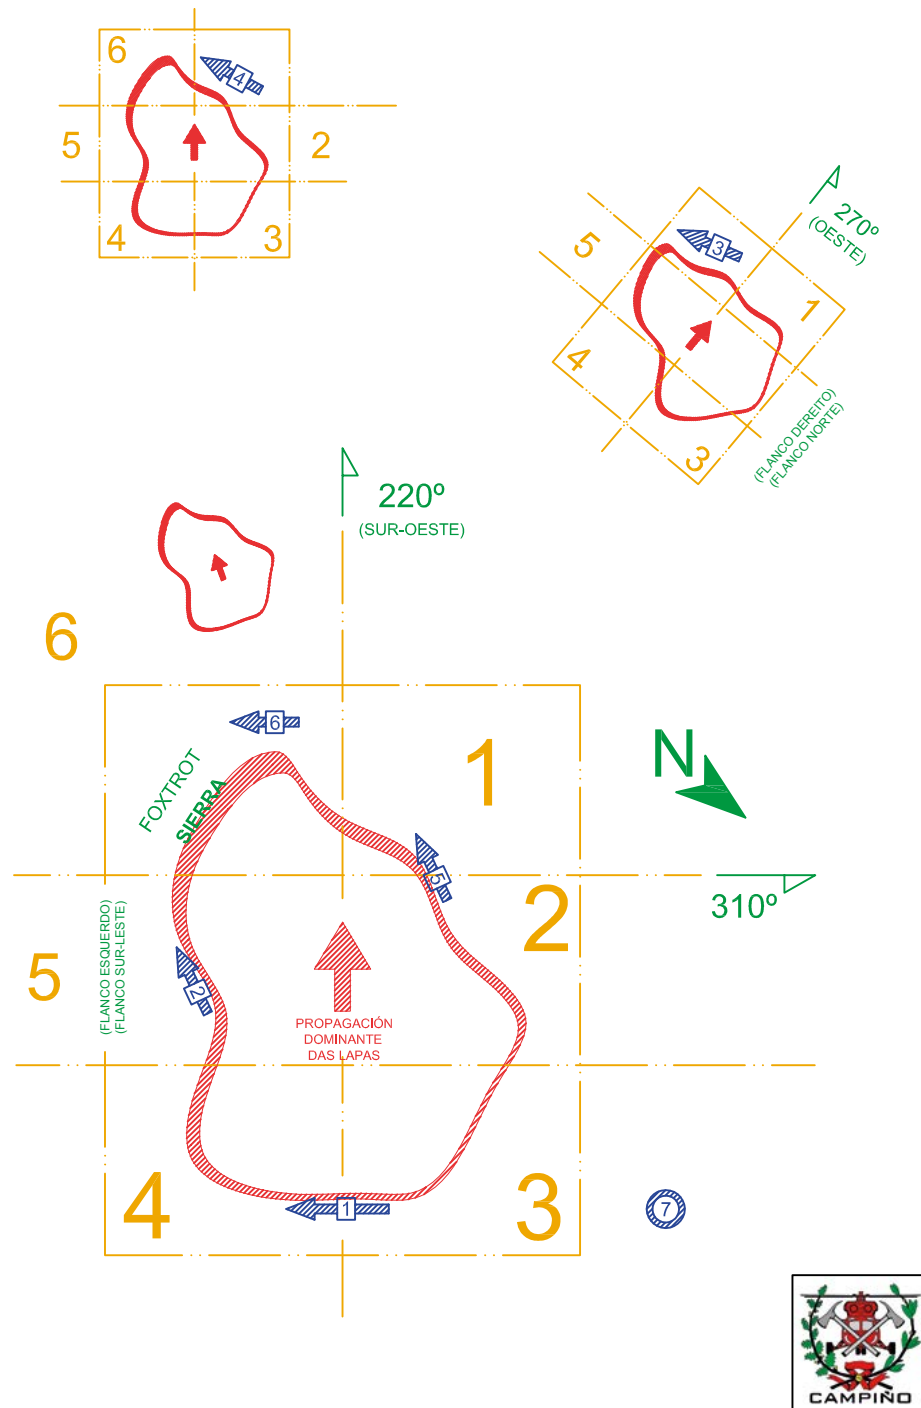 6
4
5
2
4
3
270º
(OESTE)
3
5
1
4
3
(FLANCO DEREITO)
(FLANCO NORTE)
220º
(SUR-OESTE)
6
6
1
N
FOXTROT
SIERRA
5
2
310º
5
(FLANCO ESQUERDO)
(FLANCO SUR-LESTE)
2
PROPAGACIÓN
DOMINANTE
DAS LAPAS
4
1
3
7
CAMPIÑO